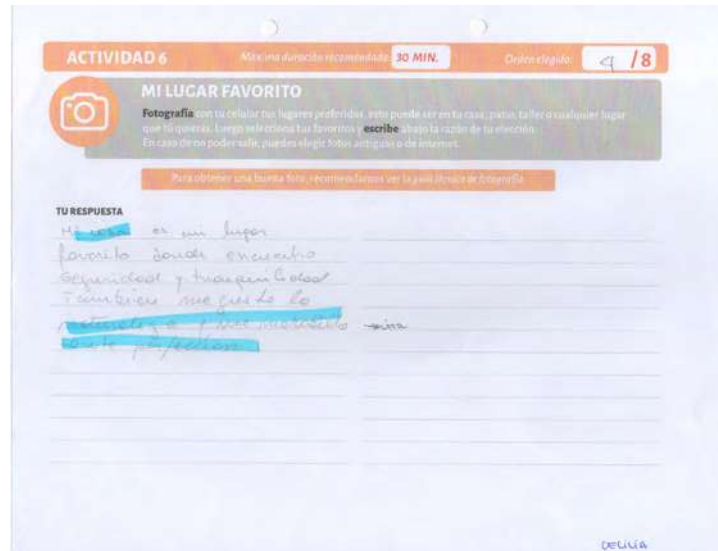 ACTIVIDAD 6 Máxima duración recomendada: 30 MIN. Orden elegido: 4 /8
MI LUGAR FAVORITO
Fotografía con tu celular tus lugares preferidos, esto puede ser en tu casa, patio, taller o cualquier lugar
que tú quieras. Luego selecciona tus favoritos y escribe abajo la razón de tu elección.
En caso de no poder salir, puedes elegir fotos antiguas o de internet.
Para obtener una buena foto, recomendamos ver la guía técnica de fotografía
TU RESPUESTA
Mi casa es mi lugar
favorito donde encuentro
seguridad y tranquilidad
También me gusta la
naturaleza y me
perfección
DELILIA